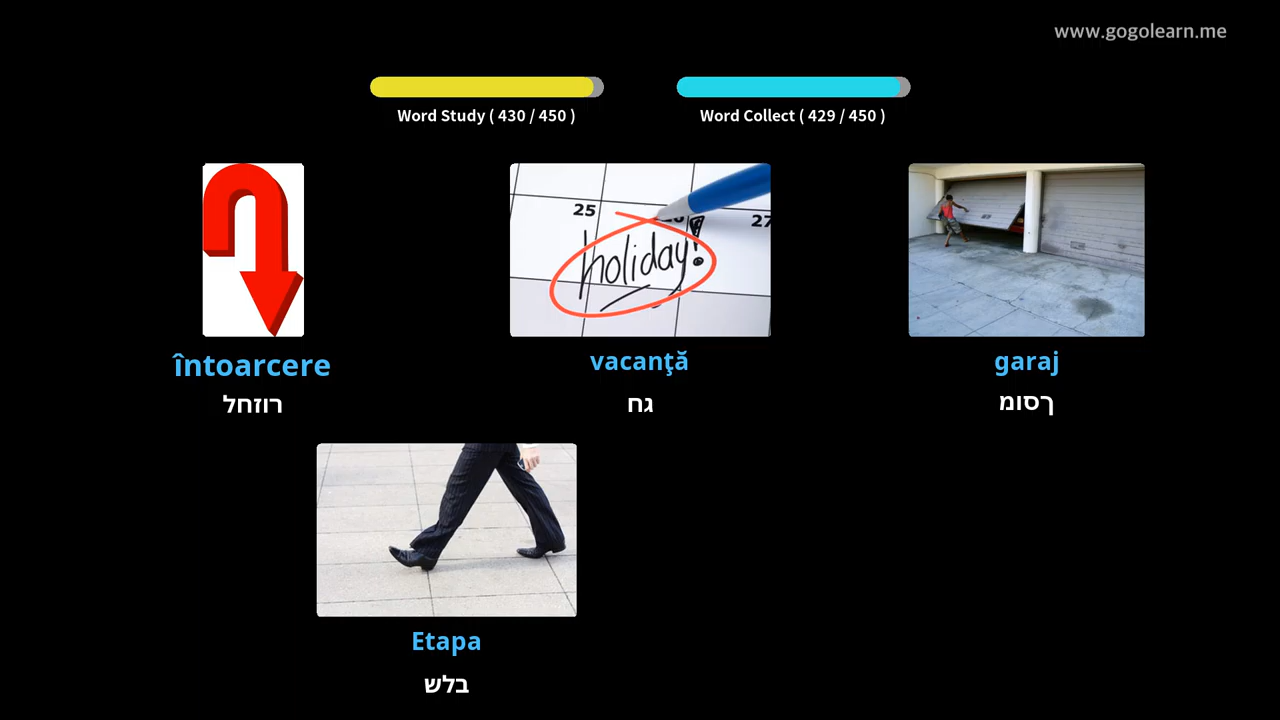 www.gogolearn.me
Word Study ( 430 / 450 )
Word Collect ( 429 / 450 )
25
27
holiday!
întoarcere
רוזחל
vacanţă
גח
garaj
ךסומ
Etapa
בלש